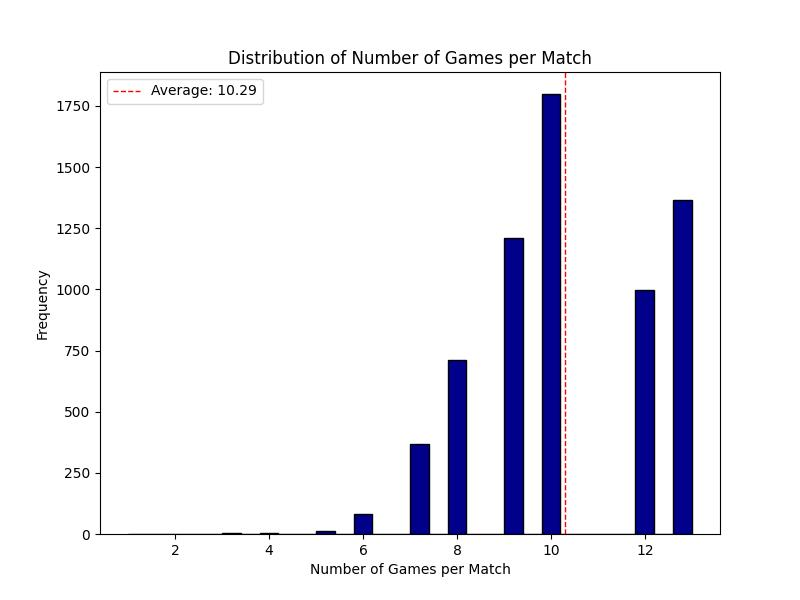 Distribution of Number of Games per Match
Average: 10.29
1750
1500
1250
1000
750
500
250
0
Frequency
2 4 6 8 10 12
Number of Games per Match